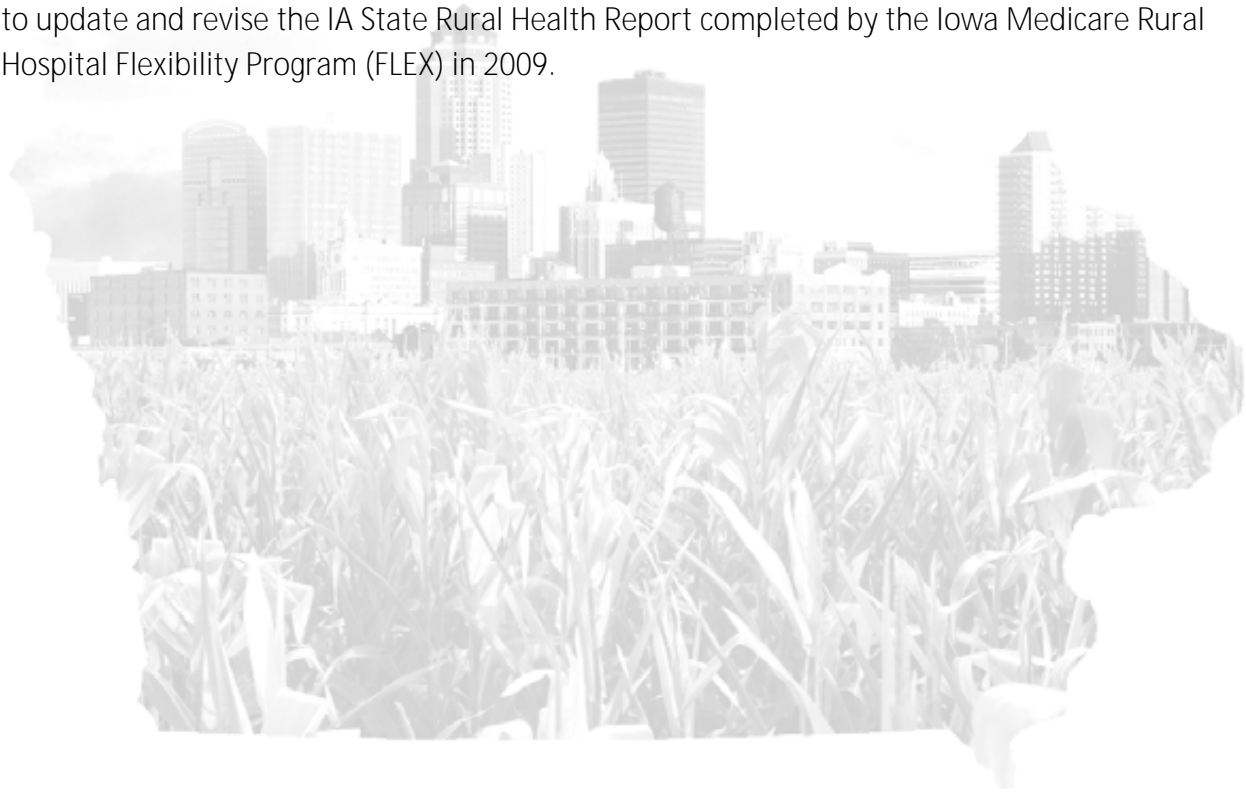 to update and revise the IA State Rural Health Report completed by the Iowa Medicare Rural
Hospital Flexibility Program (FLEX) in 2009.